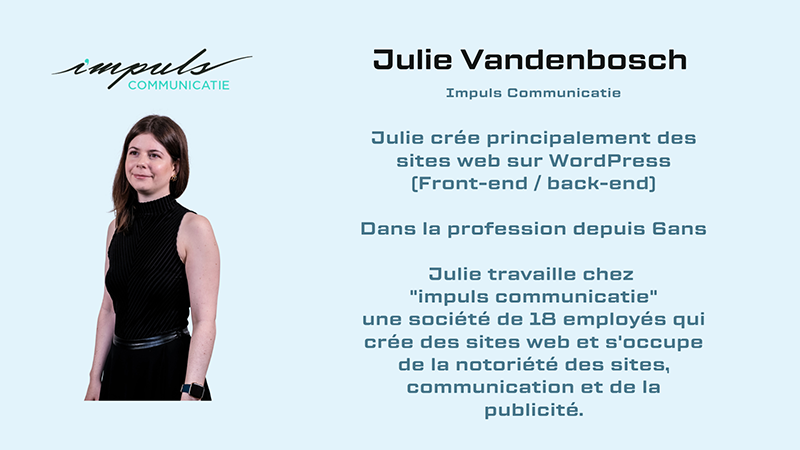 impuls
COMMUNICATIE
Julie Vandenbosch
Impuls Communicatie
Julie crée principalement des
sites web sur WordPress
(Front-end / back-end)
Dans la profession depuis 6ans
Julie travaille chez
"impuls communicatie"
une société de 18 employés qui
crée des sites web et s'occupe
de la notoriété des sites,
communication et de la
publicité.